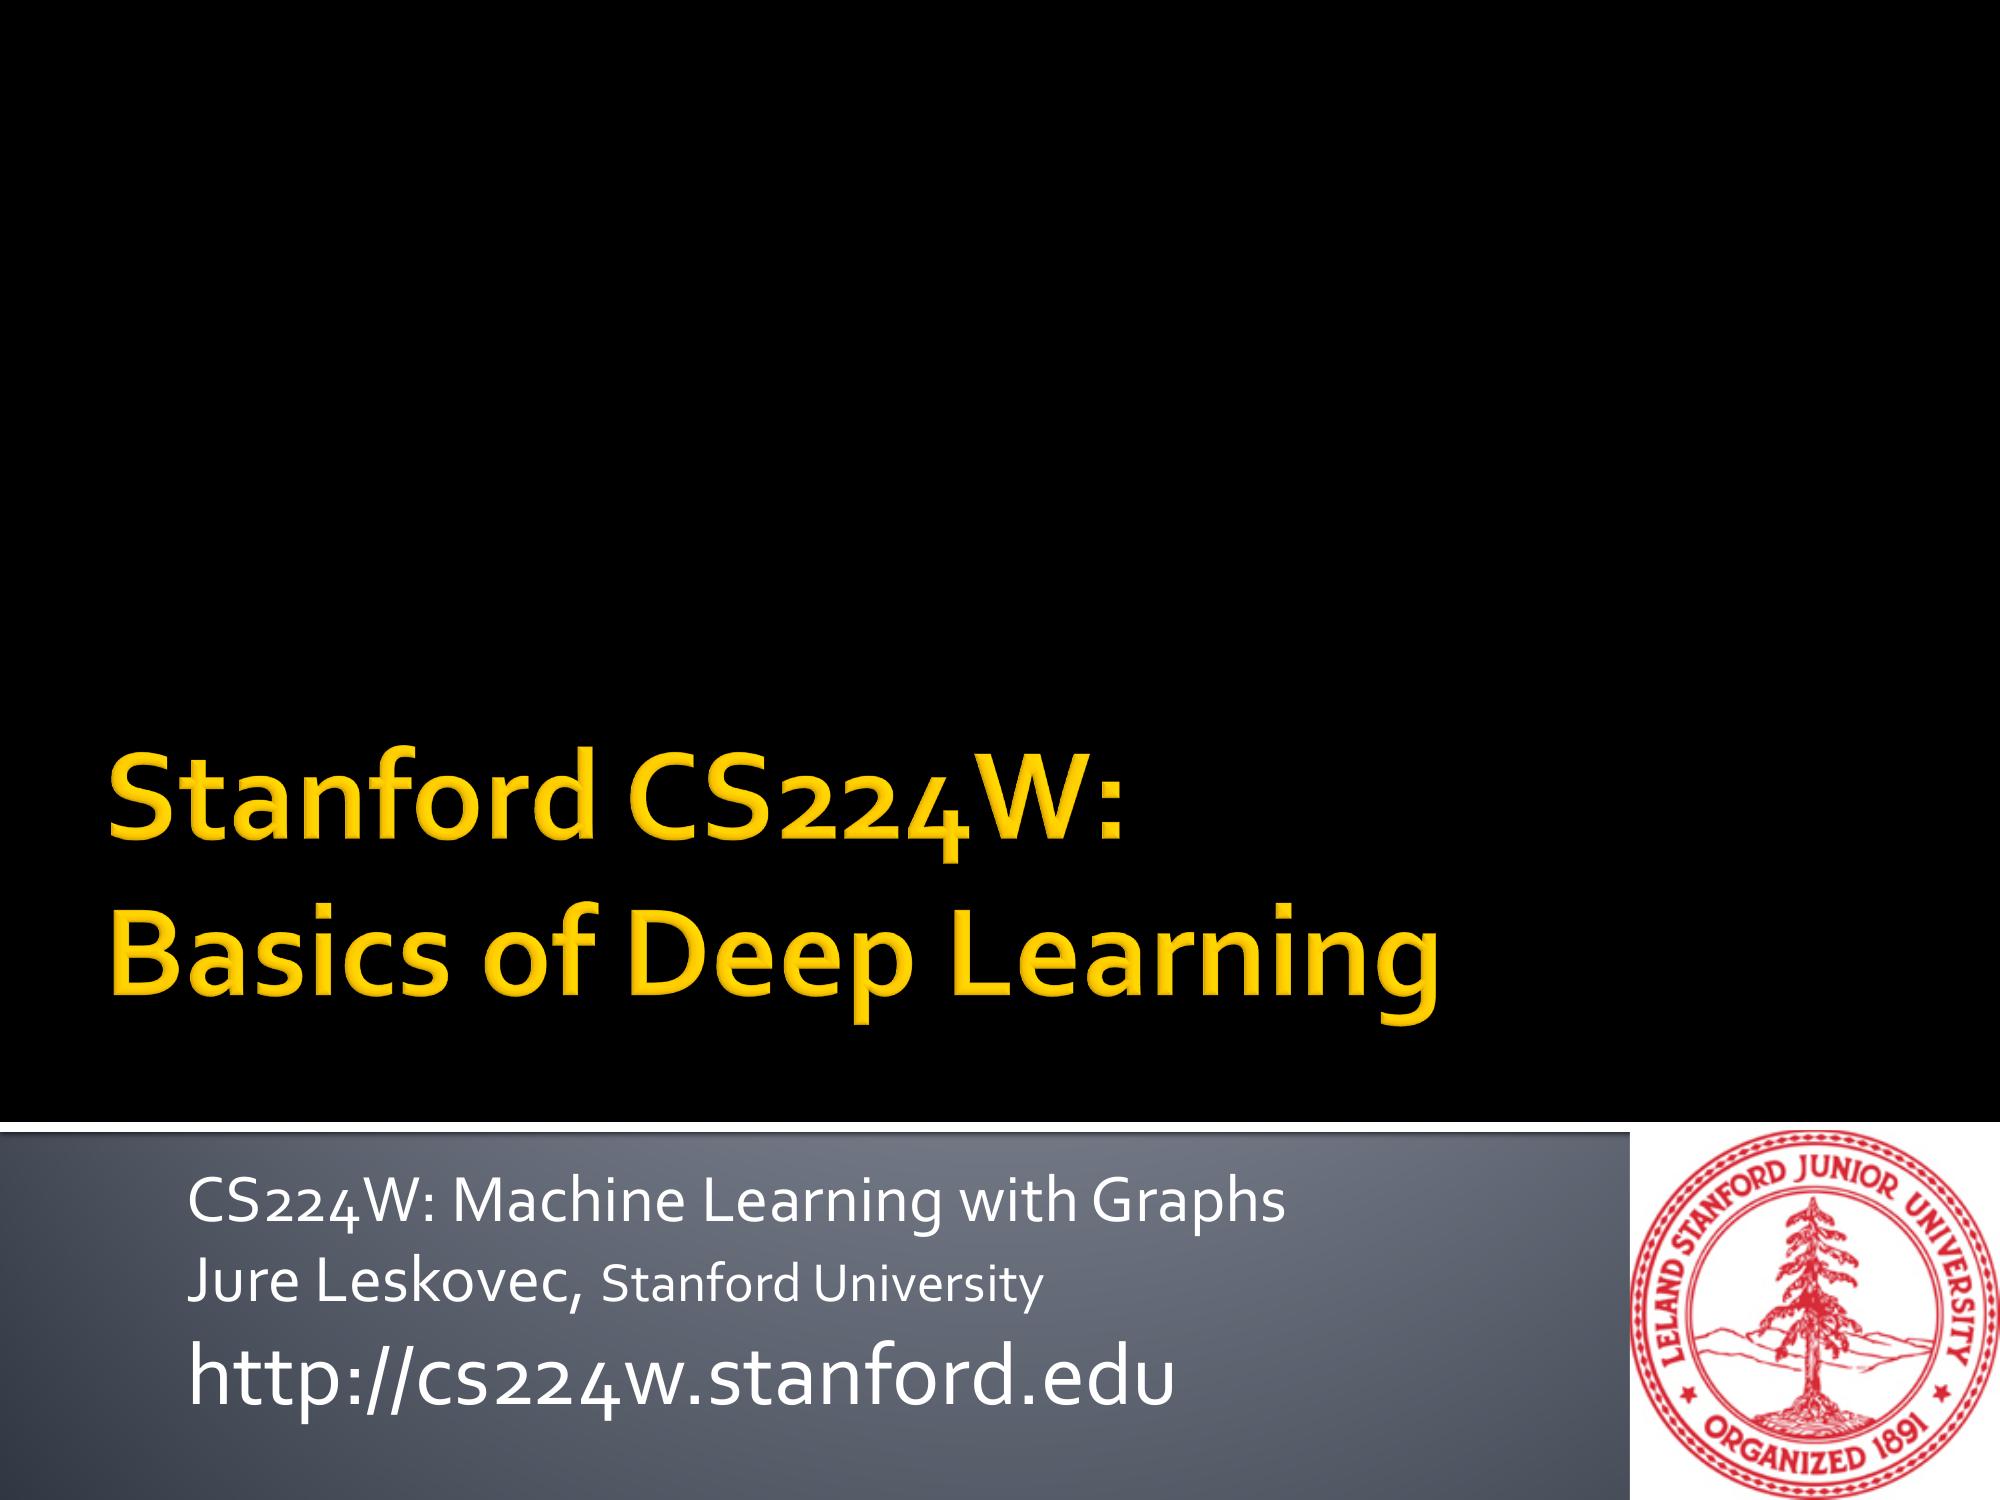 Stanford CS224W:
Basics of Deep Learning
CS224W: Machine Learning with Graphs
Jure Leskovec, Stanford University
http://cs224w.stanford.edu
LELAND STANFORD JUNIOR UNIVERSITY
ORGANIZED 1891